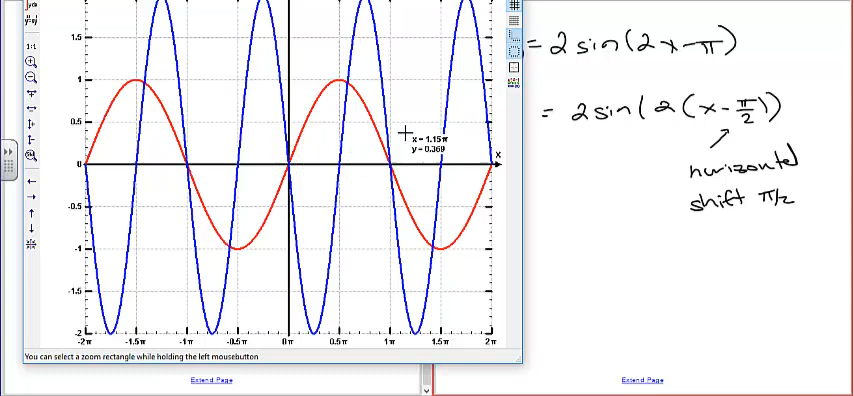 1.5
1
0.5
0
-0.5
-1
-1.5
-2
-2π -1.5π -1π -0.5π 0π 0.5π 1π 1.5π 2π
x
x = 1.15π
y = 0.369
1:1
You can select a zoom rectangle while holding the left mousebutton
Extend Page
) = 2 sin(2x-π)
= 2 sin(2(x-π/2))
horizontal
shift π/2
Extend Page